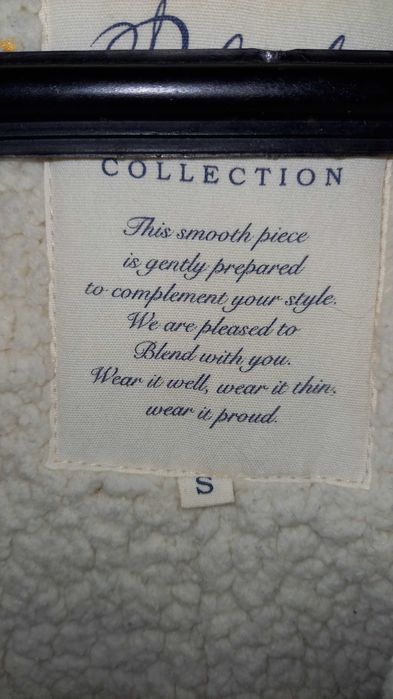 COLLECTION
This smooth piece
is gently prepared
to complement your style.
We are pleased to
Blend with you.
Wear it well, wear it thin,
wear it proud.
S